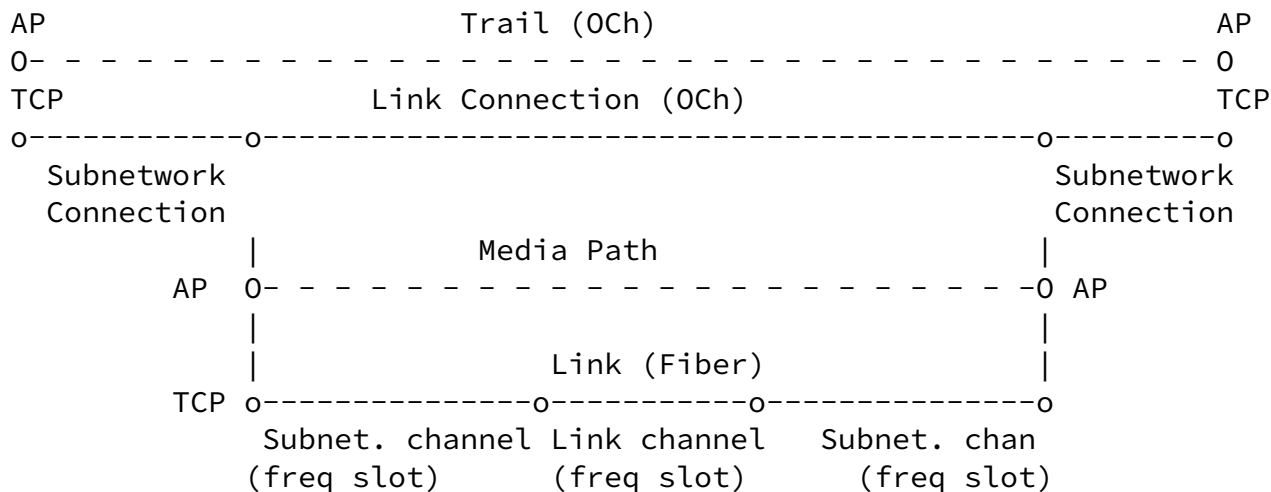 AP                      Trail (OCh)                            AP
O- - - - - - - - - - - - - - - - - - - - - - - - - - - - - - - - O
TCP                Link Connection (OCh)                         TCP
o------------o------------------------------------------o---------o
  Subnetwork                                             Subnetwork
  Connection                                             Connection
             |            Media Path                    |
        AP   O- - - - - - - - - - - - - - - - - - - - - -O AP
             |                                          |
             |                Link (Fiber)              |
        TCP  o---------------o-----------o---------------o
             Subnet. channel Link channel   Subnet. chan
            (freq slot)      (freq slot)      (freq slot)